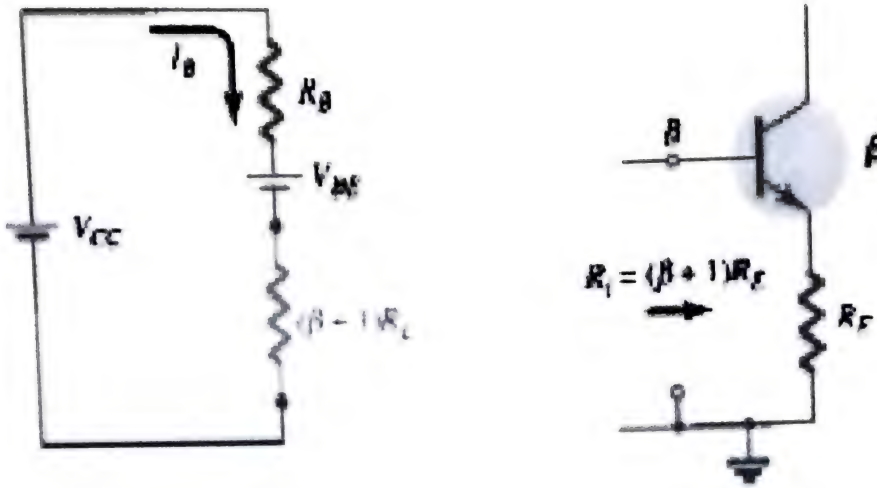 I_B
R_B
V_BE
V_CC
(β + 1)R_E
B
β
R_i = (β + 1)R_E
R_E